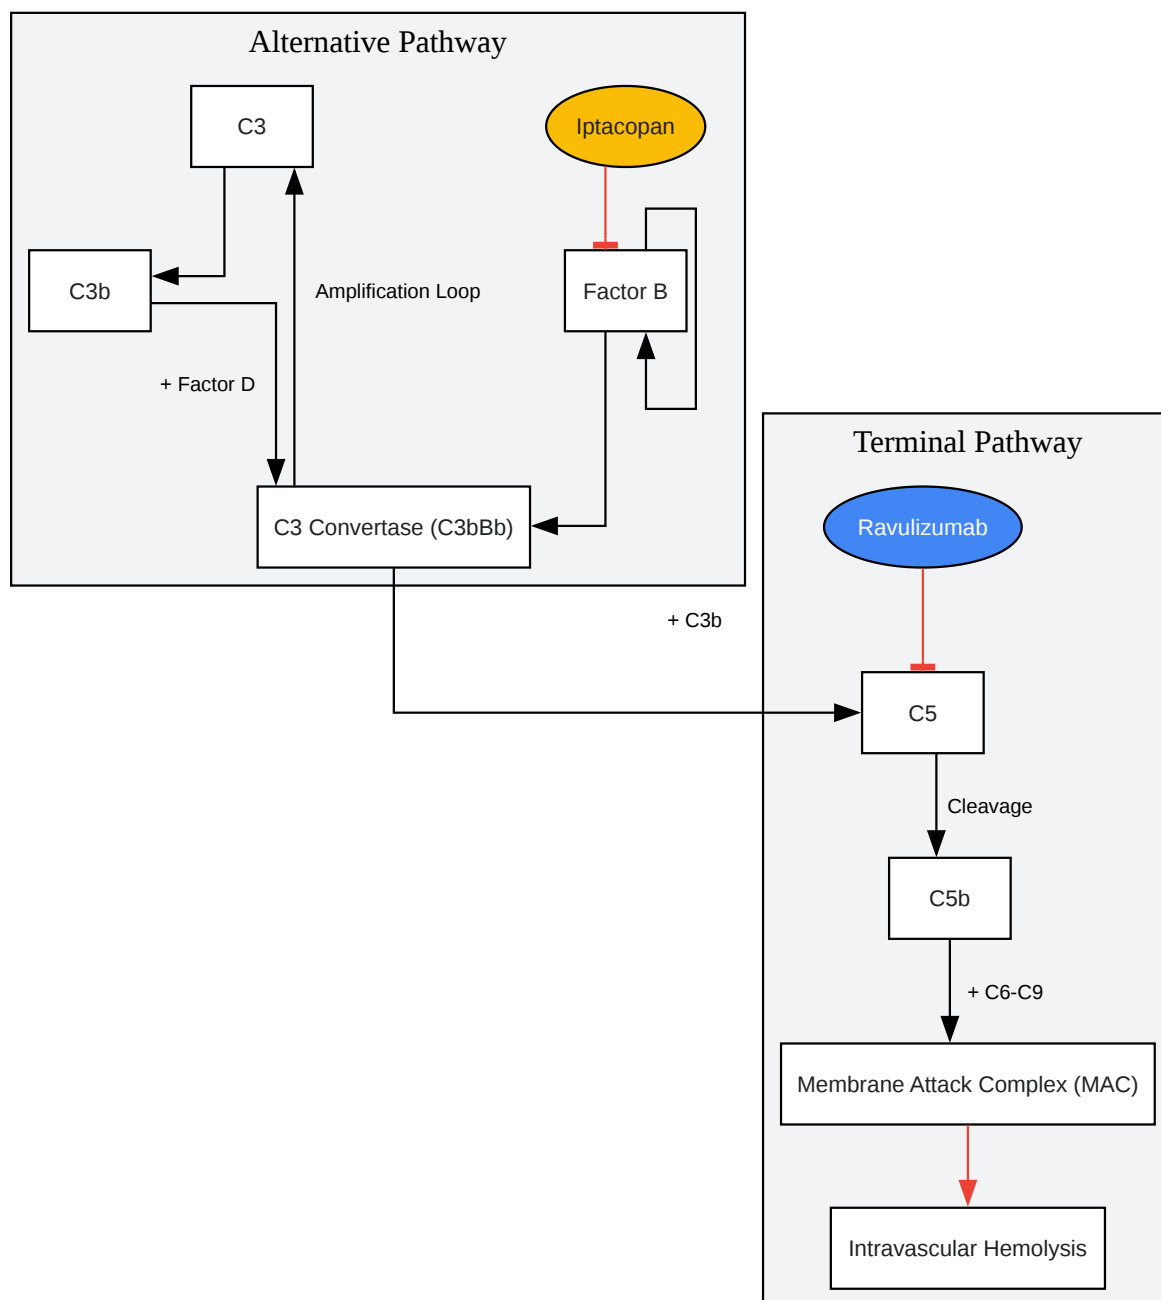 Alternative Pathway
C3
Iptacopan
C3b
Amplification Loop
Factor B
+ Factor D
C3 Convertase (C3bBb)
Terminal Pathway
Ravulizumab
+ C3b
C5
Cleavage
C5b
+ C6-C9
Membrane Attack Complex (MAC)
Intravascular Hemolysis